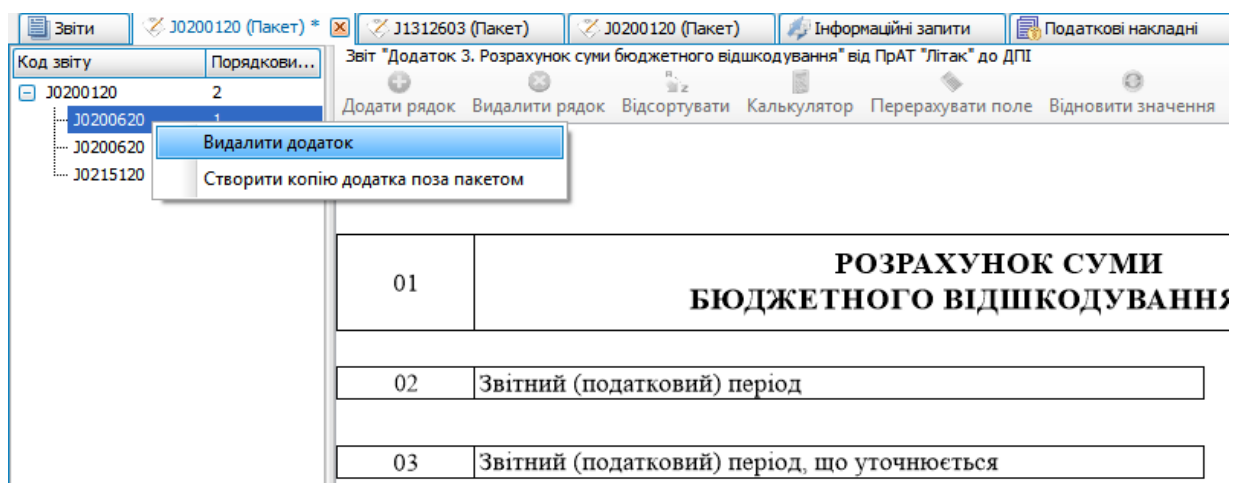 Звіти J0200120 (Пакет) * J1312603 (Пакет) J0200120 (Пакет) Інформаційні запити Податкові накладні
Код звіту Порядкови...
Звіт "Додаток 3. Розрахунок суми бюджетного відшкодування" від ПрАТ "Літак" до ДПІ
J0200120 2
Додати рядок Видалити рядок Відсортувати Калькулятор Перерахувати поле Відновити значення
J0200620 1
J0200620
J0215120
Видалити додаток
Створити копію додатка поза пакетом
01 РОЗРАХУНОК СУМИ
БЮДЖЕТНОГО ВІДШКОДУВАННЯ
02 Звітний (податковий) період
03 Звітний (податковий) період, що уточнюється